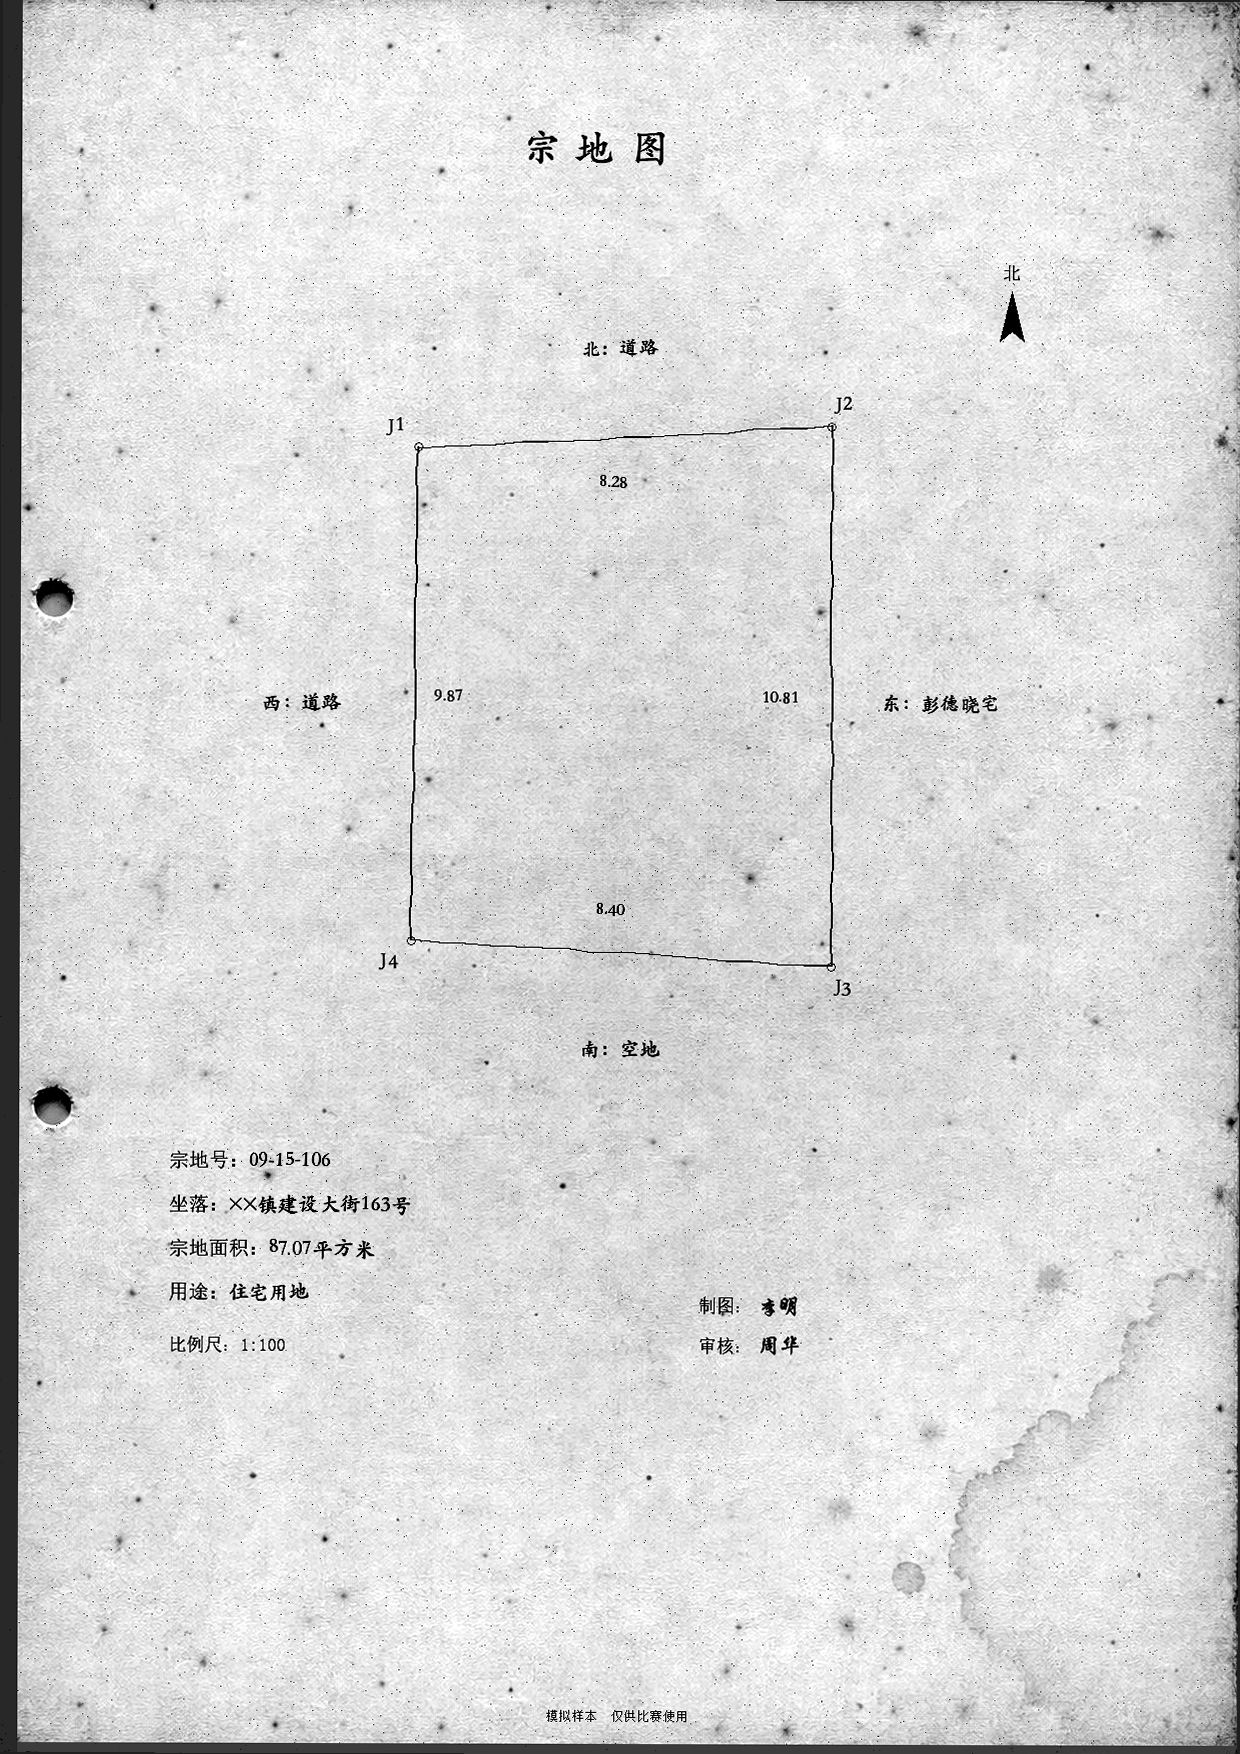 宗地图
北
北：道路
J1
J2
8.28
西：道路
9.87
10.81
东：彭德晓宅
8.40
J4
J3
南：空地
宗地号：09-15-106
坐落：××镇建设大街163号
宗地面积：87.07平方米
用途：住宅用地
制图：李明
比例尺：1:100
审核：周华
模拟样本 仅供比赛使用